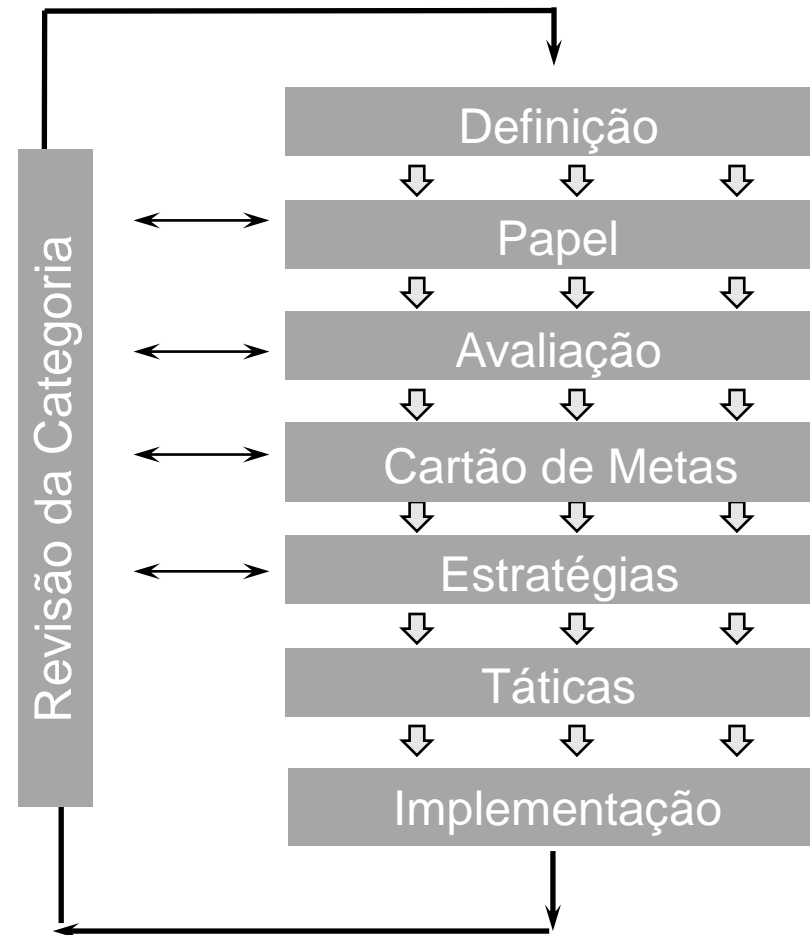 Definição
Papel
Avaliação
Cartão de Metas
Estratégias
Táticas
Implementação
Revisão da Categoria